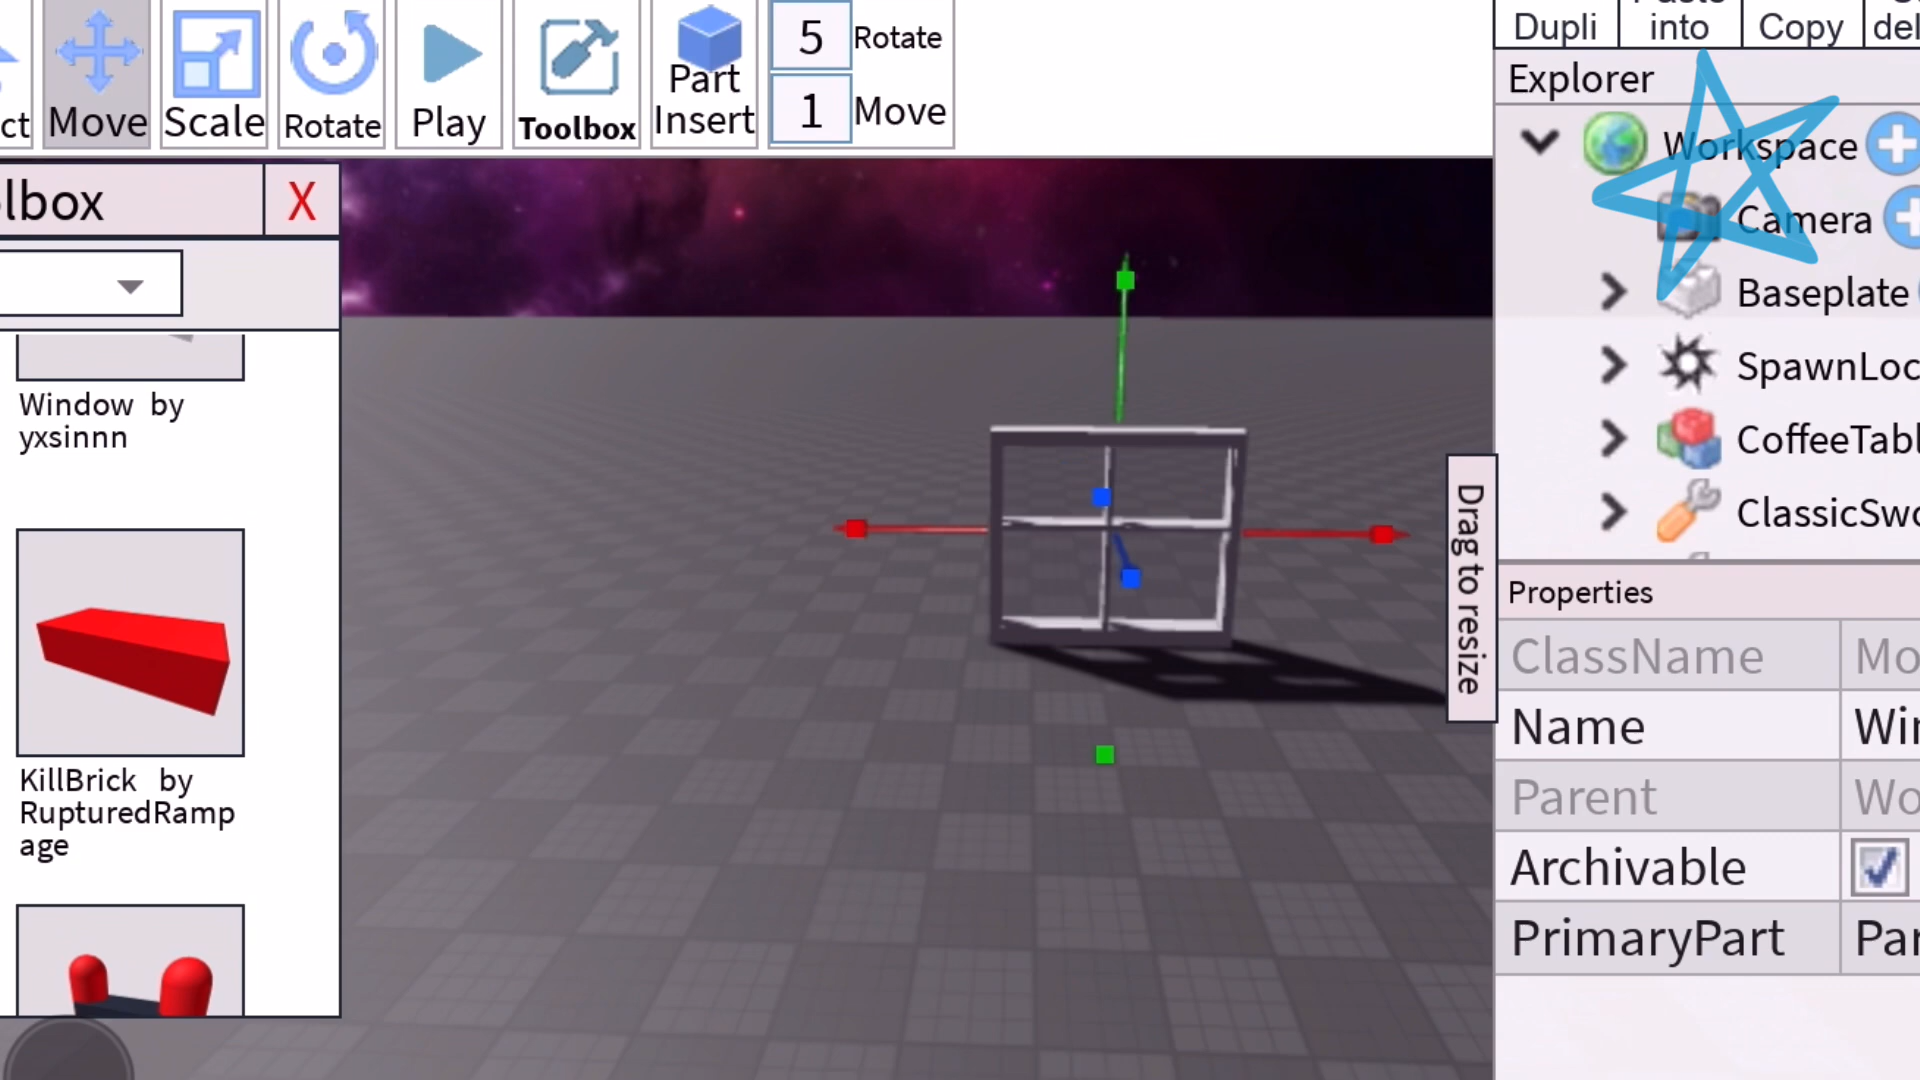 Dupli
into
Copy
del
ct
Move
Scale
Rotate
Play
Toolbox
Part
Insert
5 Rotate
1 Move
Explorer
Workspace
Camera
Baseplate
SpawnLoc
CoffeeTabl
ClassicSwo
lbox
X
Window by
yxsinnn
KillBrick by
RupturedRamp
age
Drag to resize
Properties
ClassName Mo
Name Wi
Parent Wo
Archivable
PrimaryPart Par